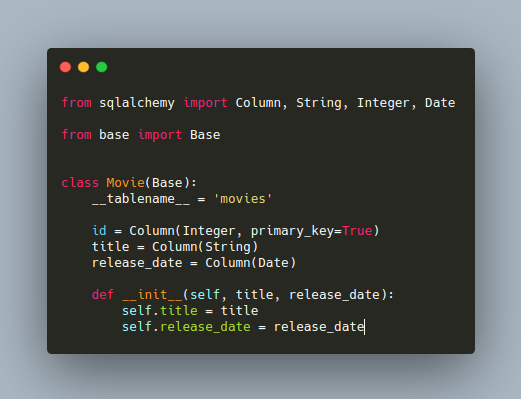 from sqlalchemy import Column, String, Integer, Date
from base import Base
class Movie(Base):
__tablename__ = 'movies'
id = Column(Integer, primary_key=True)
title = Column(String)
release_date = Column(Date)
def __init__(self, title, release_date):
self.title = title
self.release_date = release_date